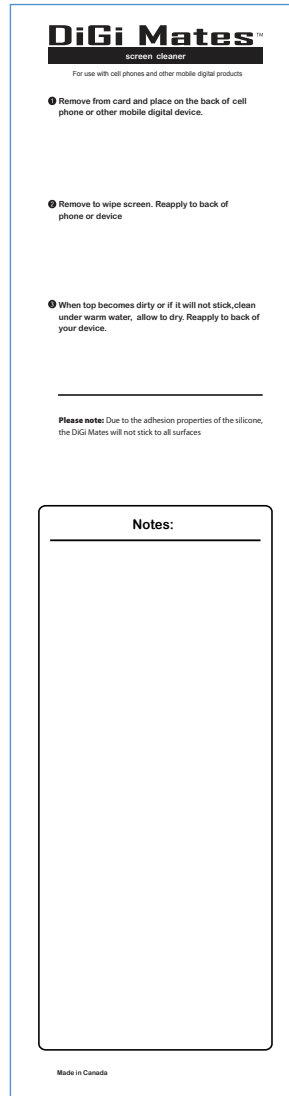 DiGi Mates™
screen cleaner
For use with cell phones and other mobile digital products
❶ Remove from card and place on the back of cell
phone or other mobile digital device.
❷ Remove to wipe screen. Reapply to back of
phone or device
❸ When top becomes dirty or if it will not stick,clean
under warm water, allow to dry. Reapply to back of
your device.
Please note: Due to the adhesion properties of the silicone,
the DiGi Mates will not stick to all surfaces
Notes:
Made in Canada